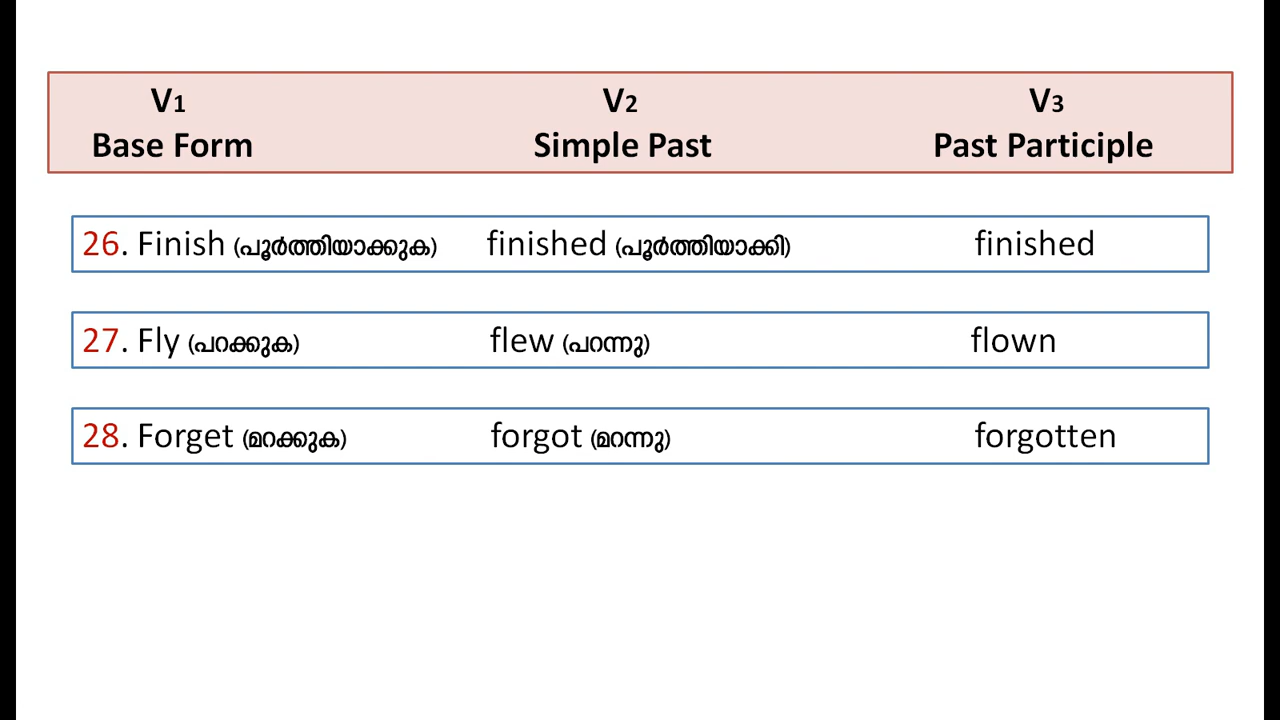 V1 V2 V3
Base Form Simple Past Past Participle
26. Finish (പൂർത്തിയാക്കുക) finished (പൂർത്തിയാക്കി) finished
27. Fly (പറക്കുക) flew (പറന്നു) flown
28. Forget (മറക്കുക) forgot (മറന്നു) forgotten